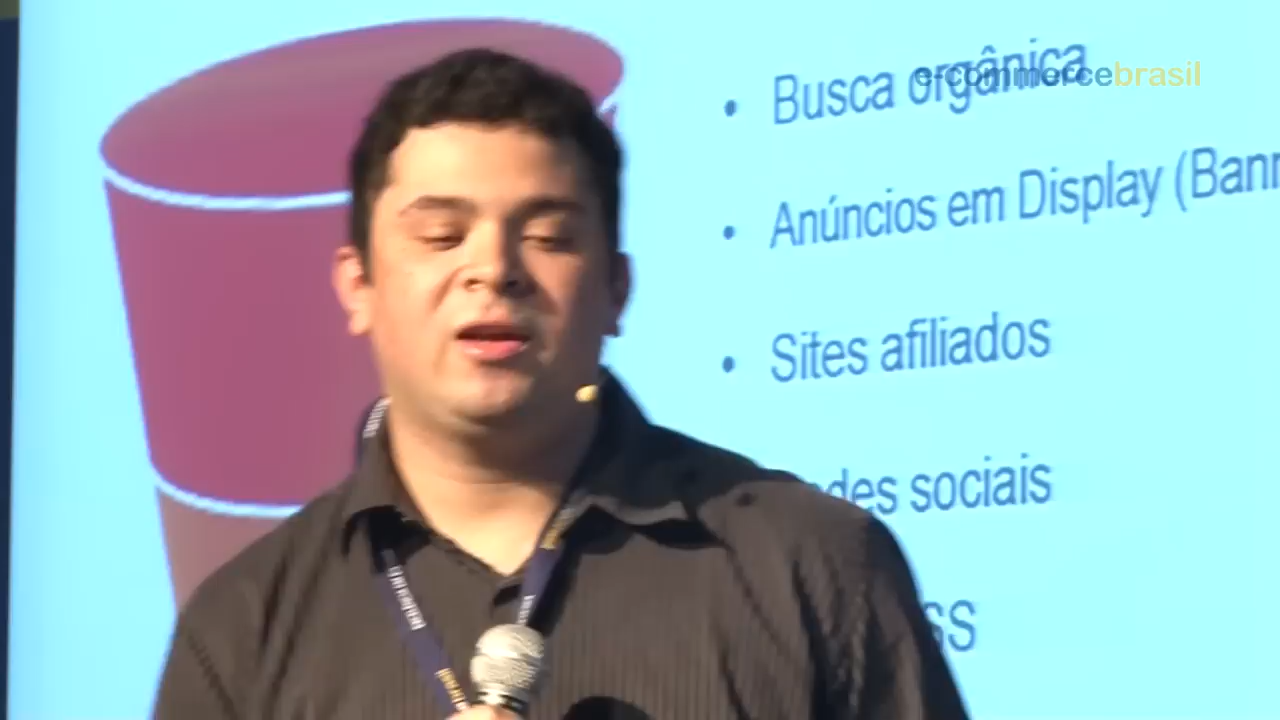 Busca orgânica
e-commercebrasil
Anúncios em Display (Bann
Sites afiliados
des sociais
SS